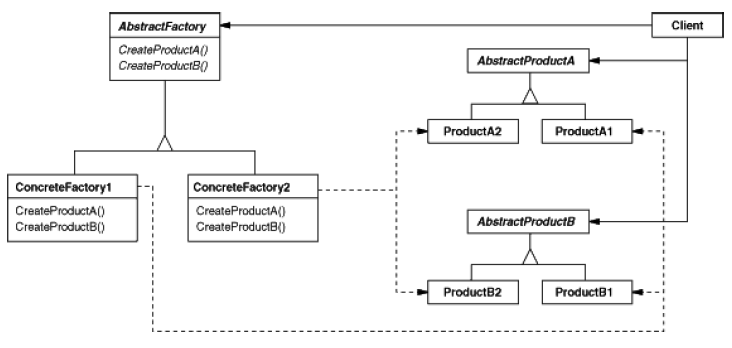 AbstractFactory
CreateProductA()
CreateProductB()
Client
AbstractProductA
ProductA2
ProductA1
ConcreteFactory1
CreateProductA()
CreateProductB()
ConcreteFactory2
CreateProductA()
CreateProductB()
AbstractProductB
ProductB2
ProductB1